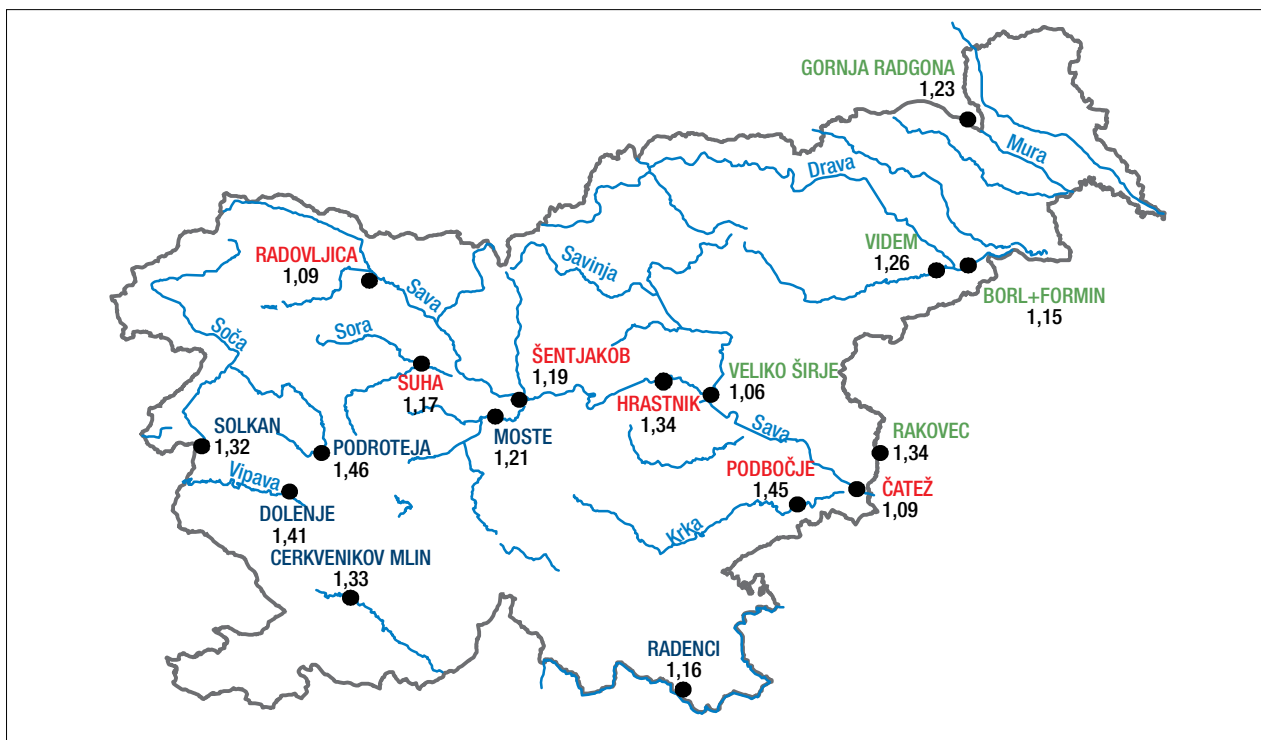 GORNJA RADGONA
1,23
Mura
Drava
VIDEM
1,26
BORL+FORMIN
1,15
RADOVLJICA
1,09
Savinja
Sava
Soča
Sora
ŠENTJAKOB
1,19
SUHA
1,17
VELIKO ŠIRJE
1,06
HRASTNIK
1,34
SOLKAN
1,32
PODROTEJA
1,46
MOSTE
1,21
Sava
RAKOVEC
1,34
Vipava
PODBOČJE
1,45
ČATEŽ
1,09
DOLENJE
1,41
Krka
CERKVENIKOV MLIN
1,33
RADENCI
1,16